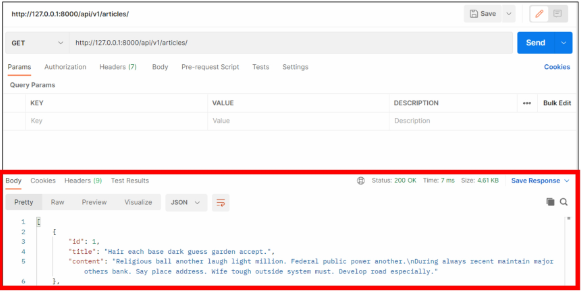 http://127.0.0.1:8000/api/v1/articles/ Save
GET http://127.0.0.1:8000/api/v1/articles/ Send
Params Authorization Headers (7) Body Pre-request Script Tests Settings Cookies
Query Params
KEY VALUE DESCRIPTION ••• Bulk Edit
Key Value Description
Body Cookies Headers (9) Test Results Status: 200 OK Time: 7 ms Size: 4.61 KB Save Response
Pretty Raw Preview Visualize JSON
1 [
2 {
3 "id": 1,
4 "title": "Hair each base dark guess garden accept.",
5 "content": "Religious ball another laugh light million. Federal public power another.\nDuring always recent maintain major
others bank. Say place address. Wife tough outside system must. Develop road especially."
6 },